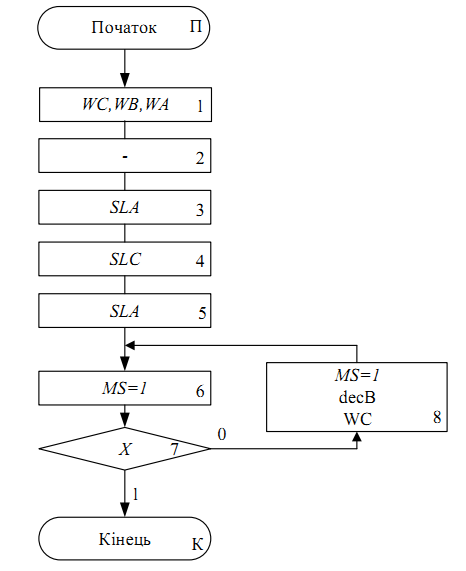 Початок П
WC,WB,WA 1
- 2
SLA 3
SLC 4
SLA 5
MS=1 6
MS=1
decB
WC 8
X 7
0
1
Кінець К